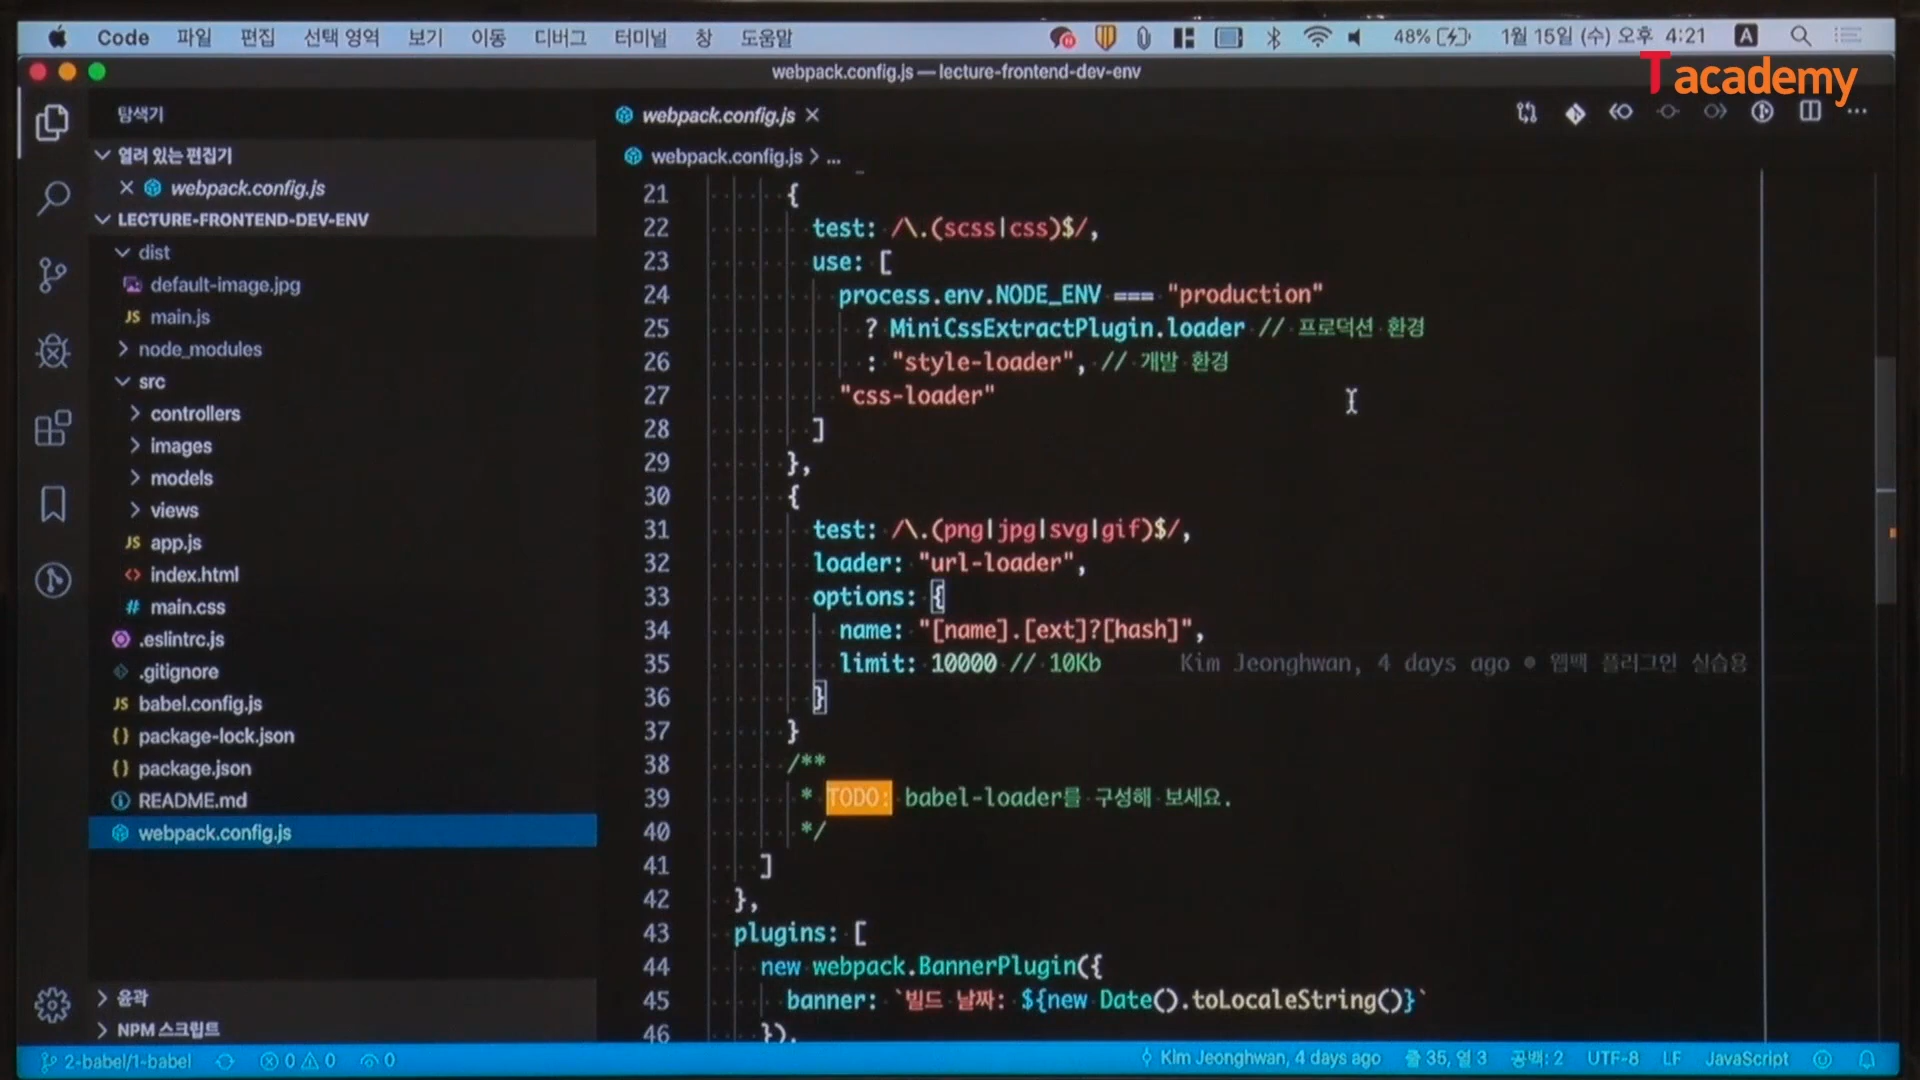 Code 파일 편집 선택 영역 보기 이동 디버그 터미널 창 도움말 48% 1월 15일 (수) 오후 4:21 A
webpack.config.js — lecture-frontend-dev-env
T academy
탐색기
열려 있는 편집기
webpack.config.js
LECTURE-FRONTEND-DEV-ENV
dist
default-image.jpg
JS main.js
node_modules
src
controllers
images
models
views
JS app.js
<> index.html
# main.css
.eslintrc.js
.gitignore
JS babel.config.js
{} package-lock.json
{} package.json
README.md
webpack.config.js
윤곽
NPM 스크립트
webpack.config.js
webpack.config.js > ...
21 {
22 test: /\.(scss|css)$/,
23 use: [
24 process.env.NODE_ENV === "production"
25 ? MiniCssExtractPlugin.loader // 프로덕션 환경
26 : "style-loader", // 개발 환경
27 "css-loader"
28 ]
29 },
30 {
31 test: /\.(png|jpg|svg|gif)$/,
32 loader: "url-loader",
33 options: {
34 name: "[name].[ext]?[hash]",
35 limit: 10000 // 10Kb Kim Jeonghwan, 4 days ago • 웹팩 플러그인 실습용
36 }
37 }
38 /**
39 * TODO: babel-loader를 구성해 보세요.
40 */
41 ]
42 },
43 plugins: [
44 new webpack.BannerPlugin({
45 banner: `빌드 날짜: ${new Date().toLocaleString()}`
46 }),
2-babel/1-babel 0 0 0 Kim Jeonghwan, 4 days ago 줄 35, 열 3 공백: 2 UTF-8 LF JavaScript